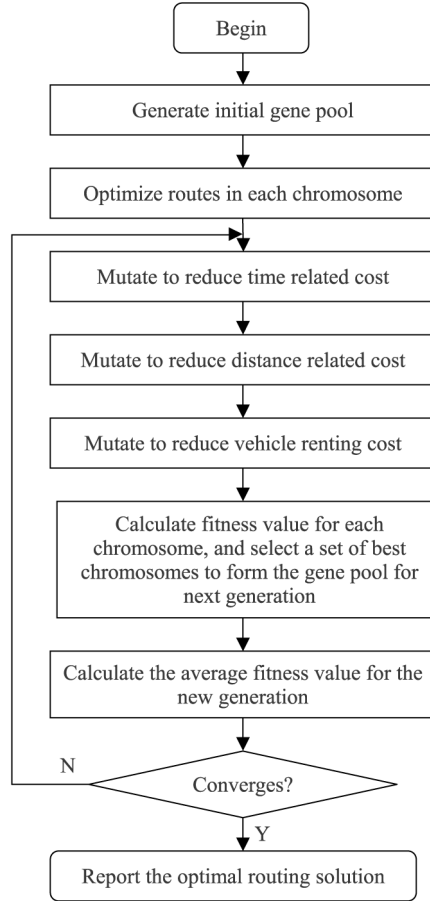 Begin
Generate initial gene pool
Optimize routes in each chromosome
Mutate to reduce time related cost
Mutate to reduce distance related cost
Mutate to reduce vehicle renting cost
Calculate fitness value for each
chromosome, and select a set of best
chromosomes to form the gene pool for
next generation
Calculate the average fitness value for the
new generation
N
Converges?
Y
Report the optimal routing solution